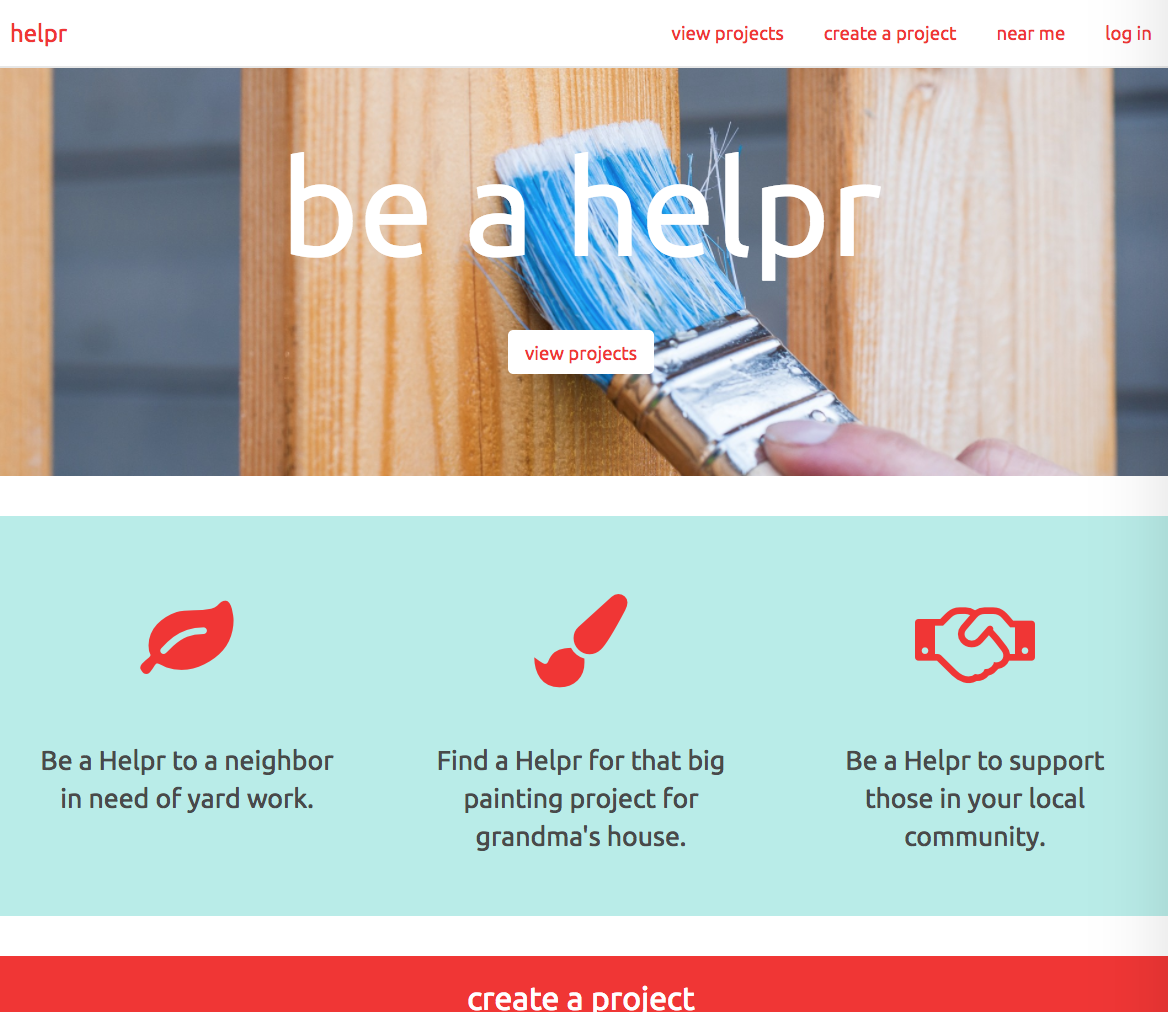 helpr
view projects
create a project
near me
log in
be a helpr
view projects
Be a Helpr to a neighbor
in need of yard work.
Find a Helpr for that big
painting project for
grandma's house.
Be a Helpr to support
those in your local
community.
create a project